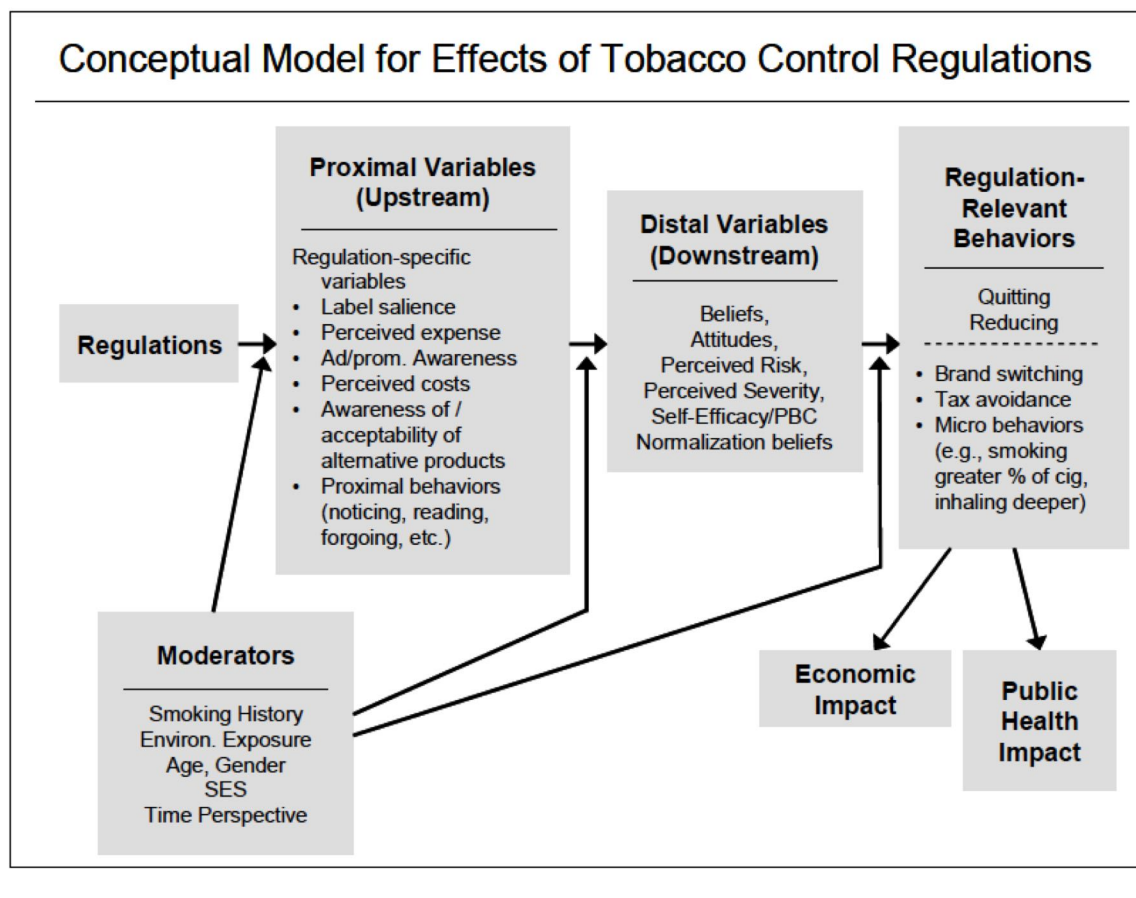 Conceptual Model for Effects of Tobacco Control Regulations
Regulations
Proximal Variables
(Upstream)
Regulation-specific
variables
• Label salience
• Perceived expense
• Ad/prom. Awareness
• Perceived costs
• Awareness of /
acceptability of
alternative products
• Proximal behaviors
(noticing, reading,
forgoing, etc.)
Distal Variables
(Downstream)
Beliefs,
Attitudes,
Perceived Risk,
Perceived Severity,
Self-Efficacy/PBC
Normalization beliefs
Regulation-
Relevant
Behaviors
Quitting
Reducing
• Brand switching
• Tax avoidance
• Micro behaviors
(e.g., smoking
greater % of cig,
inhaling deeper)
Moderators
Smoking History
Environ. Exposure
Age, Gender
SES
Time Perspective
Economic
Impact
Public
Health
Impact